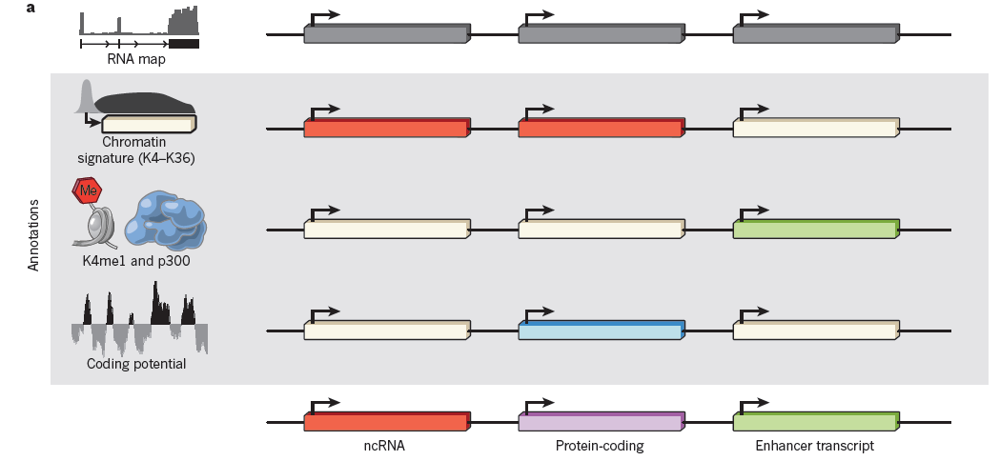 a
RNA map
Chromatin
signature (K4–K36)
Me
K4me1 and p300
Annotations
Coding potential
ncRNA
Protein-coding
Enhancer transcript